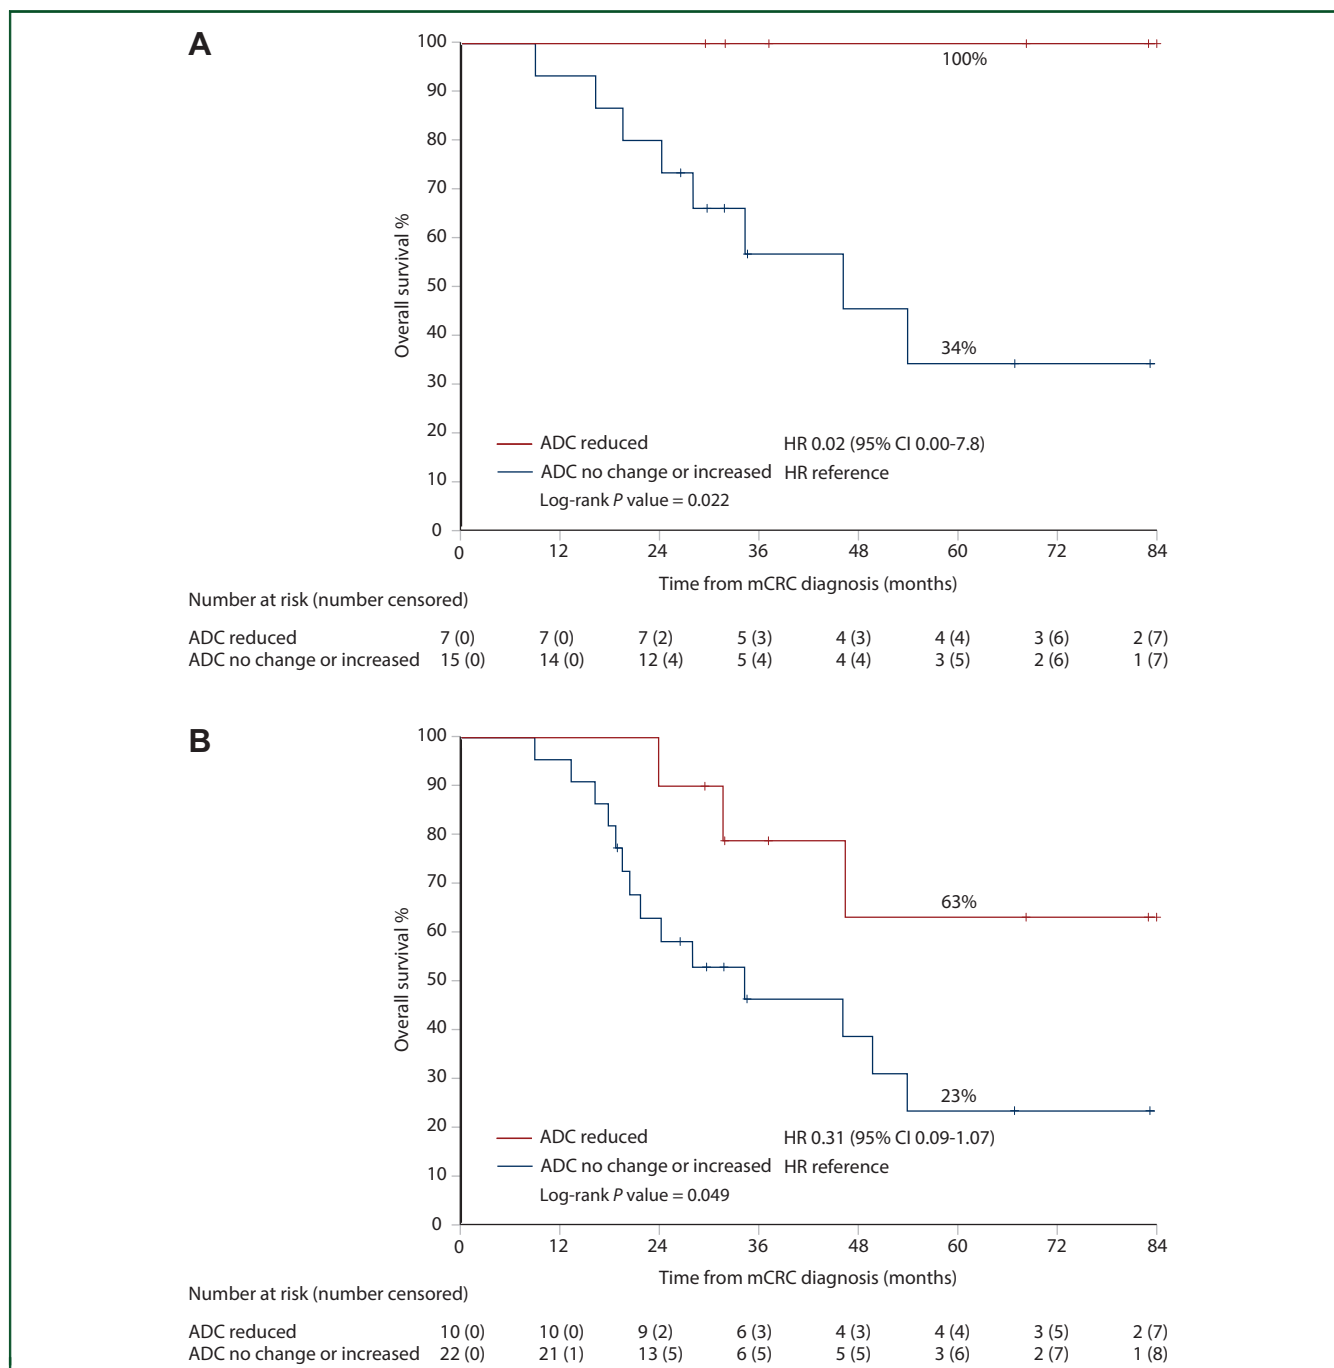 A
100
90
80
70
60
50
40
30
20
10
0
Overall survival %
100%
34%
ADC reduced HR 0.02 (95% CI 0.00-7.8)
ADC no change or increased HR reference
Log-rank P value = 0.022
0 12 24 36 48 60 72 84
Time from mCRC diagnosis (months)
Number at risk (number censored)
ADC reduced 7 (0) 7 (0) 7 (2) 5 (3) 4 (3) 4 (4) 3 (6) 2 (7)
ADC no change or increased 15 (0) 14 (0) 12 (4) 5 (4) 4 (4) 3 (5) 2 (6) 1 (7)
B
100
90
80
70
60
50
40
30
20
10
0
Overall survival %
63%
23%
ADC reduced HR 0.31 (95% CI 0.09-1.07)
ADC no change or increased HR reference
Log-rank P value = 0.049
0 12 24 36 48 60 72 84
Time from mCRC diagnosis (months)
Number at risk (number censored)
ADC reduced 10 (0) 10 (0) 9 (2) 6 (3) 4 (3) 4 (4) 3 (5) 2 (7)
ADC no change or increased 22 (0) 21 (1) 13 (5) 6 (5) 5 (5) 3 (6) 2 (7) 1 (8)